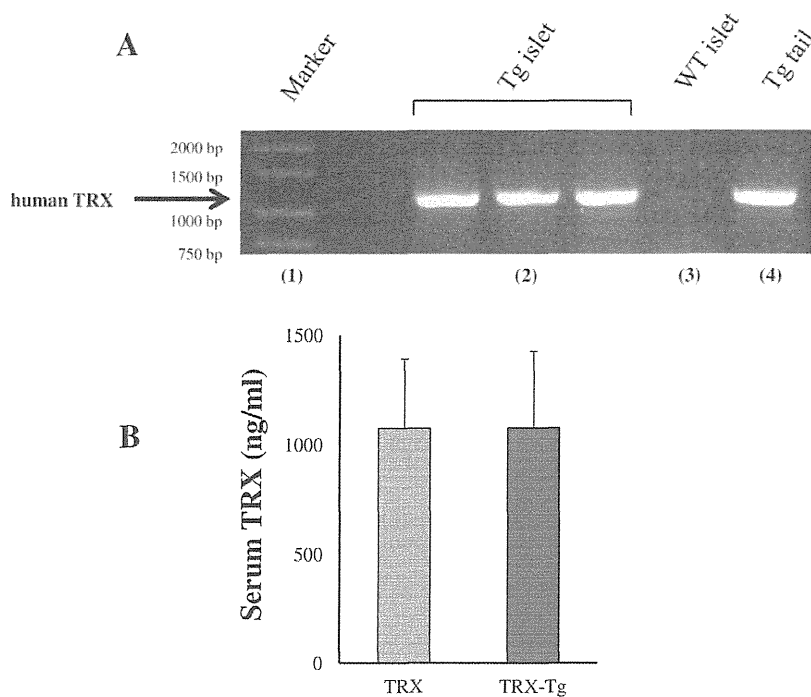 A
Marker
Tg islet
WT islet
Tg tail
2000 bp
1500 bp
human TRX
1000 bp
750 bp
(1)
(2)
(3)
(4)
B
Serum TRX (ng/ml)
1500
1000
500
0
TRX
TRX-Tg